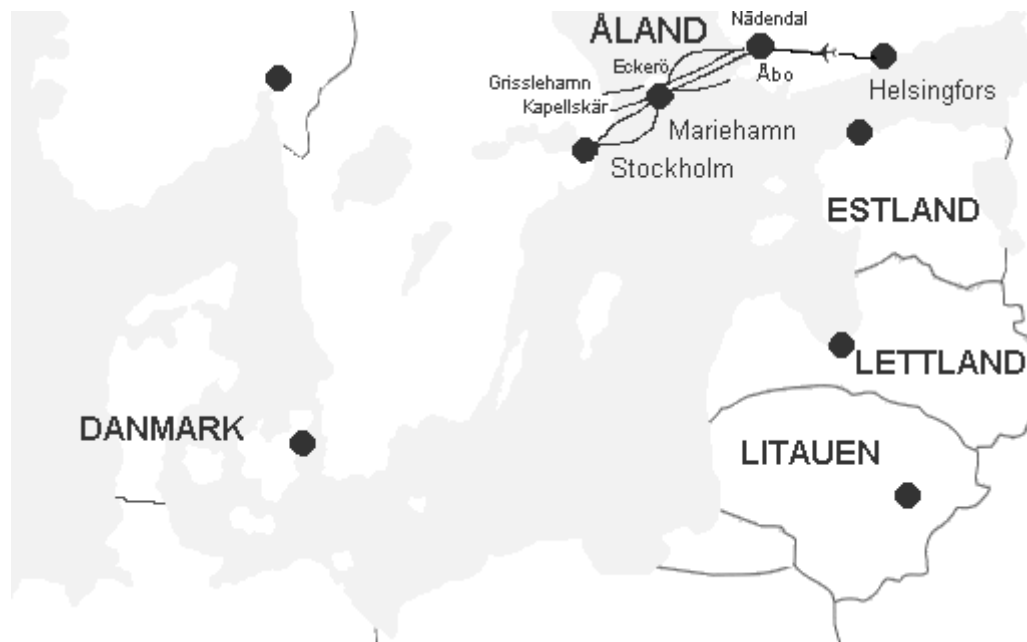 Nådendal
ÅLAND
Eckerö
Åbo
Grisslehamn
Helsingfors
Kapellskär
Mariehamn
Stockholm
ESTLAND
LETTLAND
DANMARK
LITAUEN